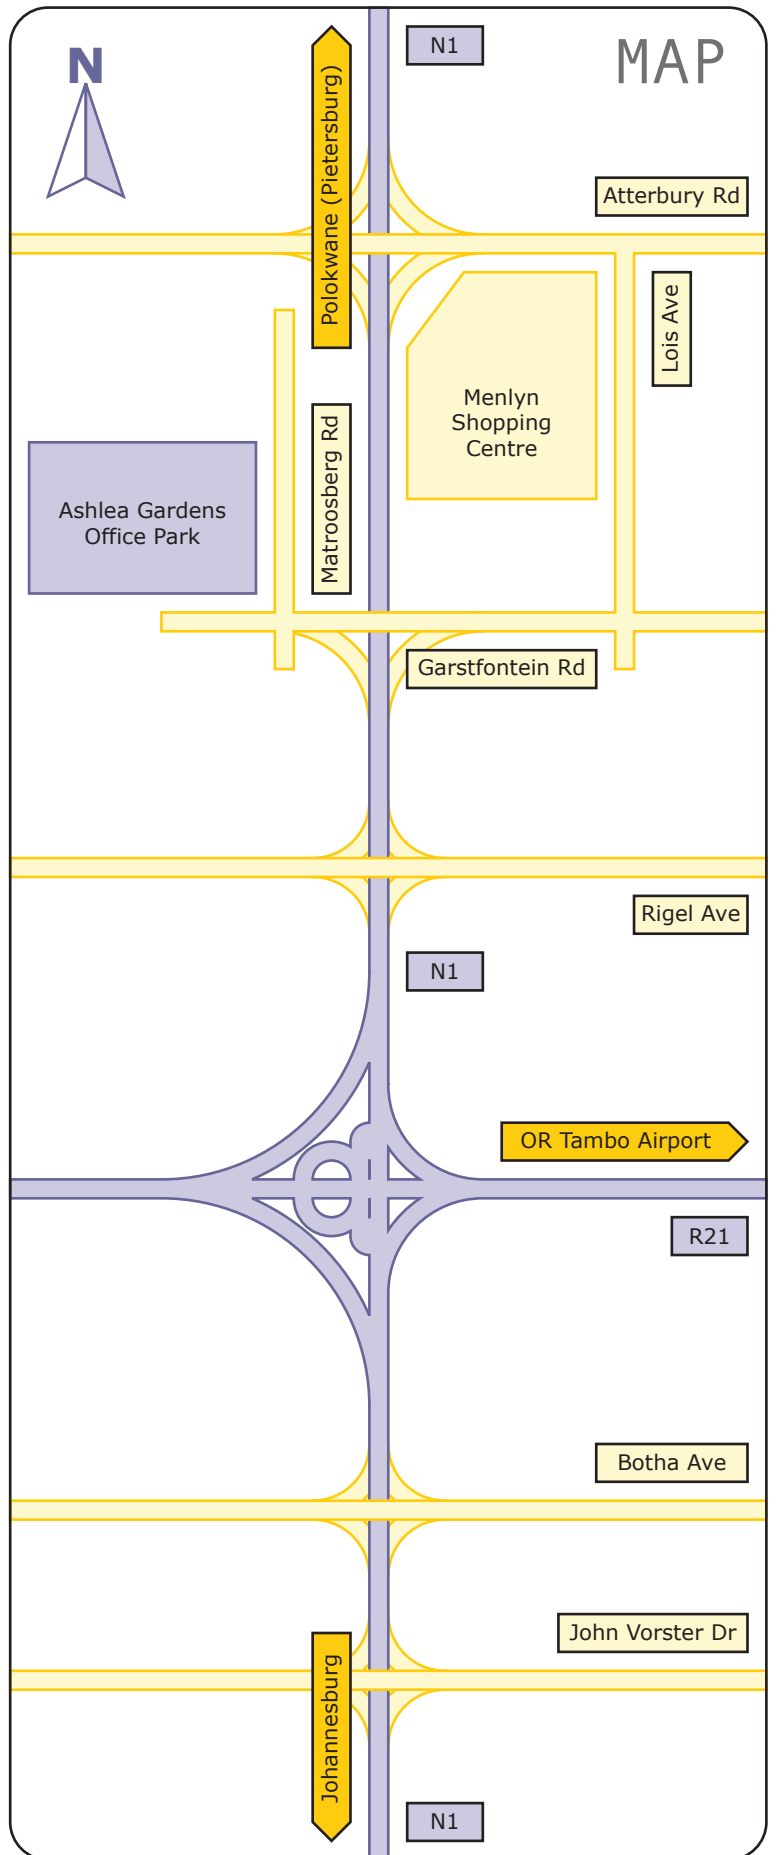 N1
MAP
N
Polokwane (Pietersburg)
Atterbury Rd
Lois Ave
Menlyn
Shopping
Centre
Matroosberg Rd
Ashlea Gardens
Office Park
Garstfontein Rd
Rigel Ave
N1
OR Tambo Airport
R21
Botha Ave
John Vorster Dr
Johannesburg
N1